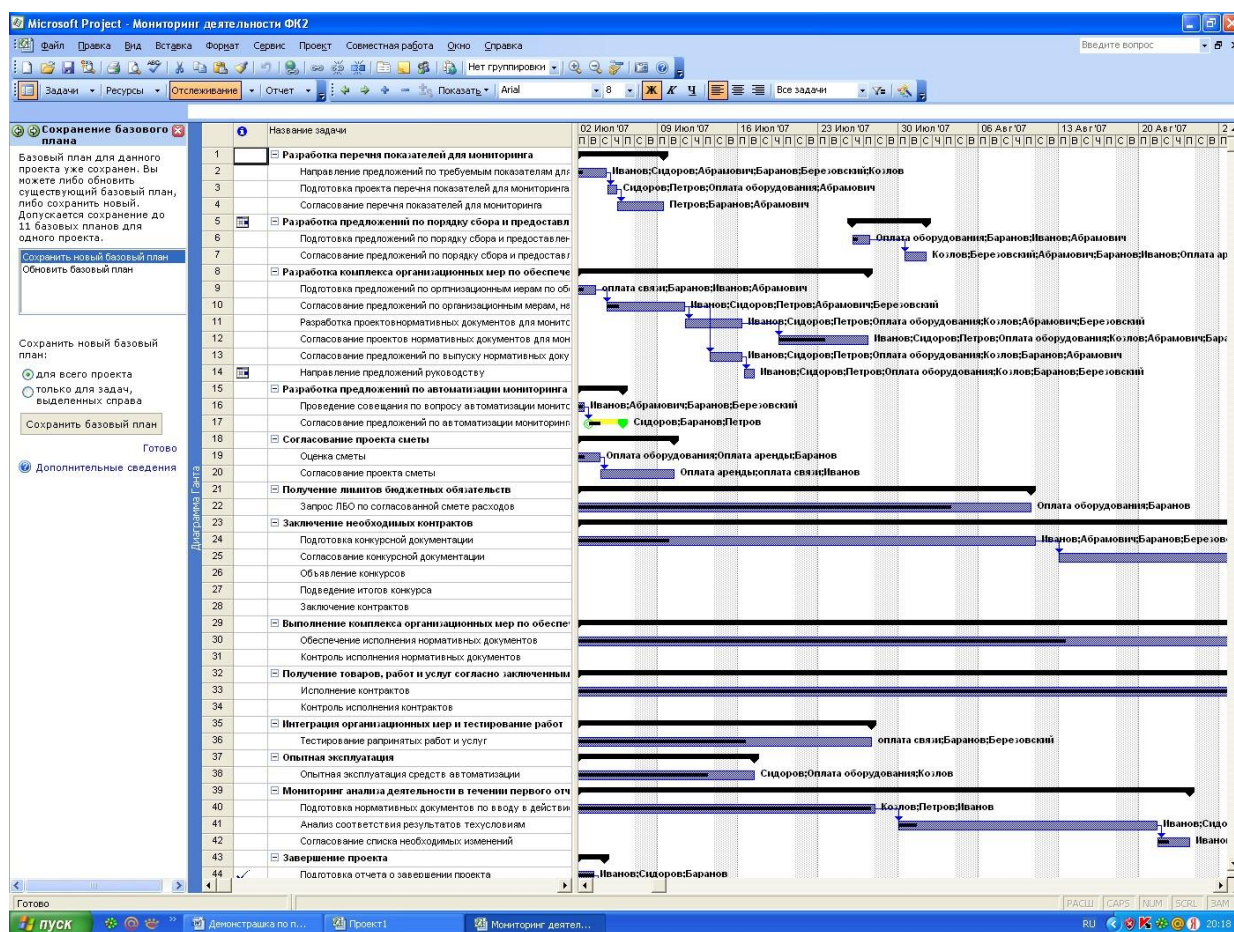 Microsoft Project - Мониторинг деятельности ФК2
Файл Правка Вид Вставка Формат Сервис Проект Совместная работа Окно Справка Введите вопрос
Нет группировки
Задачи Ресурсы Отслеживание Отчет Показать Arial 8 Ж К Ч Все задачи
Сохранение базового плана
Базовый план для данного
проекта уже сохранен. Вы
можете либо обновить
существующий базовый план,
либо сохранить новый.
Допускается сохранение до
11 базовых планов для
одного проекта.
Сохранить новый базовый план
Обновить базовый план
Сохранить новый базовый
план:
для всего проекта
только для задач,
выделенных справа
Сохранить базовый план
Готово
Дополнительные сведения
Диаграмма Ганта
Название задачи 02 Июл '07 09 Июл '07 16 Июл '07 23 Июл '07 30 Июл '07 06 Авг '07 13 Авг '07 20 Авг '07 2
П В С Ч П С В П В С Ч П С В П В С Ч П С В П В С Ч П С В П В С Ч П С В П В С Ч П С В П В С Ч П С В П В С Ч П С В П
1 Разработка перечня показателей для мониторинга
2 Направление предложений по требуемым показателям для Иванов;Сидоров;Абрамович;Баранов;Березовский;Козлов
3 Подготовка проекта перечня показателей для мониторинга Сидоров;Петров;Оплата оборудования;Абрамович
4 Согласование перечня показателей для мониторинга Петров;Баранов;Абрамович
5 Разработка предложений по порядку сбора и предоставл
6 Подготовка предложений по порядку сбора и предоставлен Оплата оборудования;Баранов;Иванов;Абрамович
7 Согласование предложений по порядку сбора и предоставл Козлов;Березовский;Абрамович;Баранов;Иванов;Оплата ар
8 Разработка комплекса организационных мер по обеспече
9 Подготовка предложений по ортнизационным иерам по об оплата связи;Баранов;Иванов;Абрамович
10 Согласование предложений по организационным мерам, на Иванов;Сидоров;Петров;Абрамович;Березовский
11 Разработка проектовнормативных документов для монитс Иванов;Сидоров;Петров;Оплата оборудования;Козлов;Абрамович;Березовский
12 Согласование проектов нормативных документов для мон Иванов;Сидоров;Петров;Оплата оборудования;Козлов;Абрамович;Бара
13 Согласование предложений по выпуску нормативных доку Иванов;Сидоров;Петров;Оплата оборудования;Козлов;Баранов;Абрамович
14 Направление предложений руководству Иванов;Сидоров;Петров;Оплата оборудования;Козлов;Баранов;Березовский
15 Разработка предложений по автоматизации мониторинга
16 Проведение совещания по вопросу автоматизации монитс Иванов;Абрамович;Баранов;Березовский
17 Согласование предложений по автоматизации мониторинг Сидоров;Баранов;Петров
18 Согласование проекта сметы
19 Оценка сметы Оплата оборудования;Оплата аренды;Баранов
20 Согласование проекта сметы Оплата аренды;оплата связи;Иванов
21 Получение лимитов бюджетных обязательств
22 Запрос ЛБО по согласованной смете расходов Оплата оборудования;Баранов
23 Заключение необходимых контрактов
24 Подготовка конкурсной документации Иванов;Абрамович;Баранов;Березов
25 Согласование конкурсной документации
26 Объявление конкурсов
27 Подведение итогов конкурса
28 Заключение контрактов
29 Выполнение комплекса организационных мер по обеспе
30 Обеспечение исполнения нормативных документов
31 Контроль исполнения нормативных документов
32 Получение товаров, работ и услуг согласно заключенным
33 Исполнение контрактов
34 Контроль исполнения контрактов
35 Интеграция организационных мер и тестирование работ
36 Тестирование рапринятых работ и услуг оплата связи;Баранов;Березовский
37 Опытная эксплуатация
38 Опытная эксплуатация средств автоматизации Сидоров;Оплата оборудования;Козлов
39 Мониторинг анализа деятельности в течении первого отч
40 Подготовка нормативных документов по вводу в действи Козлов;Петров;Иванов
41 Анализ соответствия результатов техусловиям Иванов;Сидо
42 Согласование списка необходимых изменений Иванов
43 Завершение проекта
44 Подготовка отчета о завершении проекта Иванов;Сидоров;Баранов
Готово РАСШ CAPS NUM SCRL ЗАМ
пуск Демонстрашка по п... Проект1 Мониторинг деятел... RU 20:18